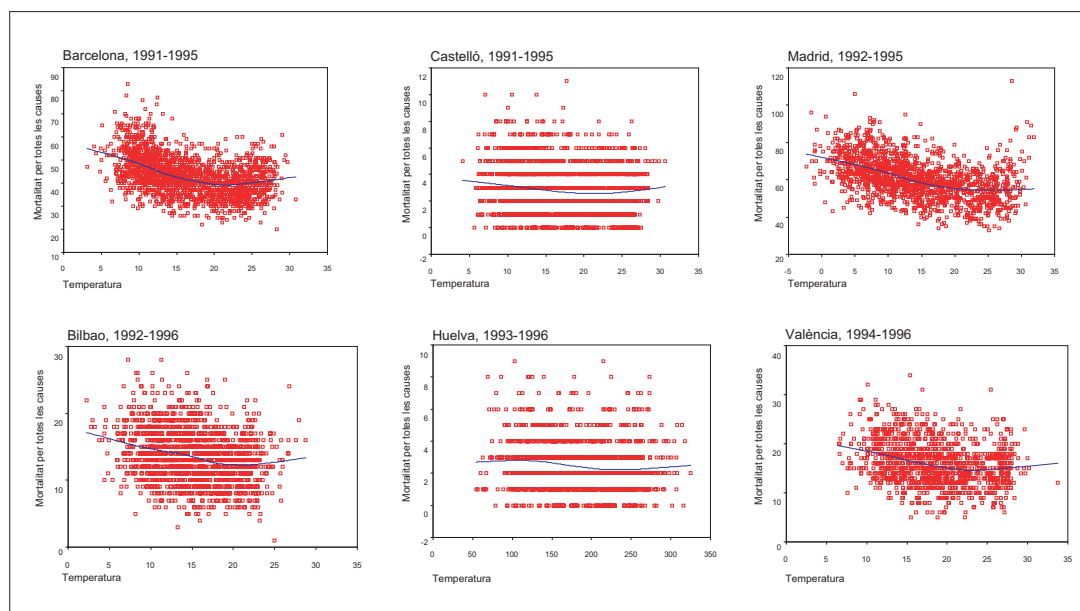 Barcelona, 1991-1995
Mortalitat per totes les causes
90
80
70
60
50
40
30
20
10
0 5 10 15 20 25 30 35
Temperatura
Castelló, 1991-1995
Mortalitat per totes les causes
12
10
8
6
4
2
0
-2
0 10 20 30 40
Temperatura
Madrid, 1992-1995
Mortalitat per totes les causes
120
100
80
60
40
20
-5 0 5 10 15 20 25 30 35
Temperatura
Bilbao, 1992-1996
Mortalitat per totes les causes
30
20
10
0
0 5 10 15 20 25 30 35
Temperatura
Huelva, 1993-1996
Mortalitat per totes les causes
10
8
6
4
2
0
-2
0 50 100 150 200 250 300 350
Temperatura
València, 1994-1996
Mortalitat per totes les causes
40
30
20
10
0
0 5 10 15 20 25 30 35
Temperatura